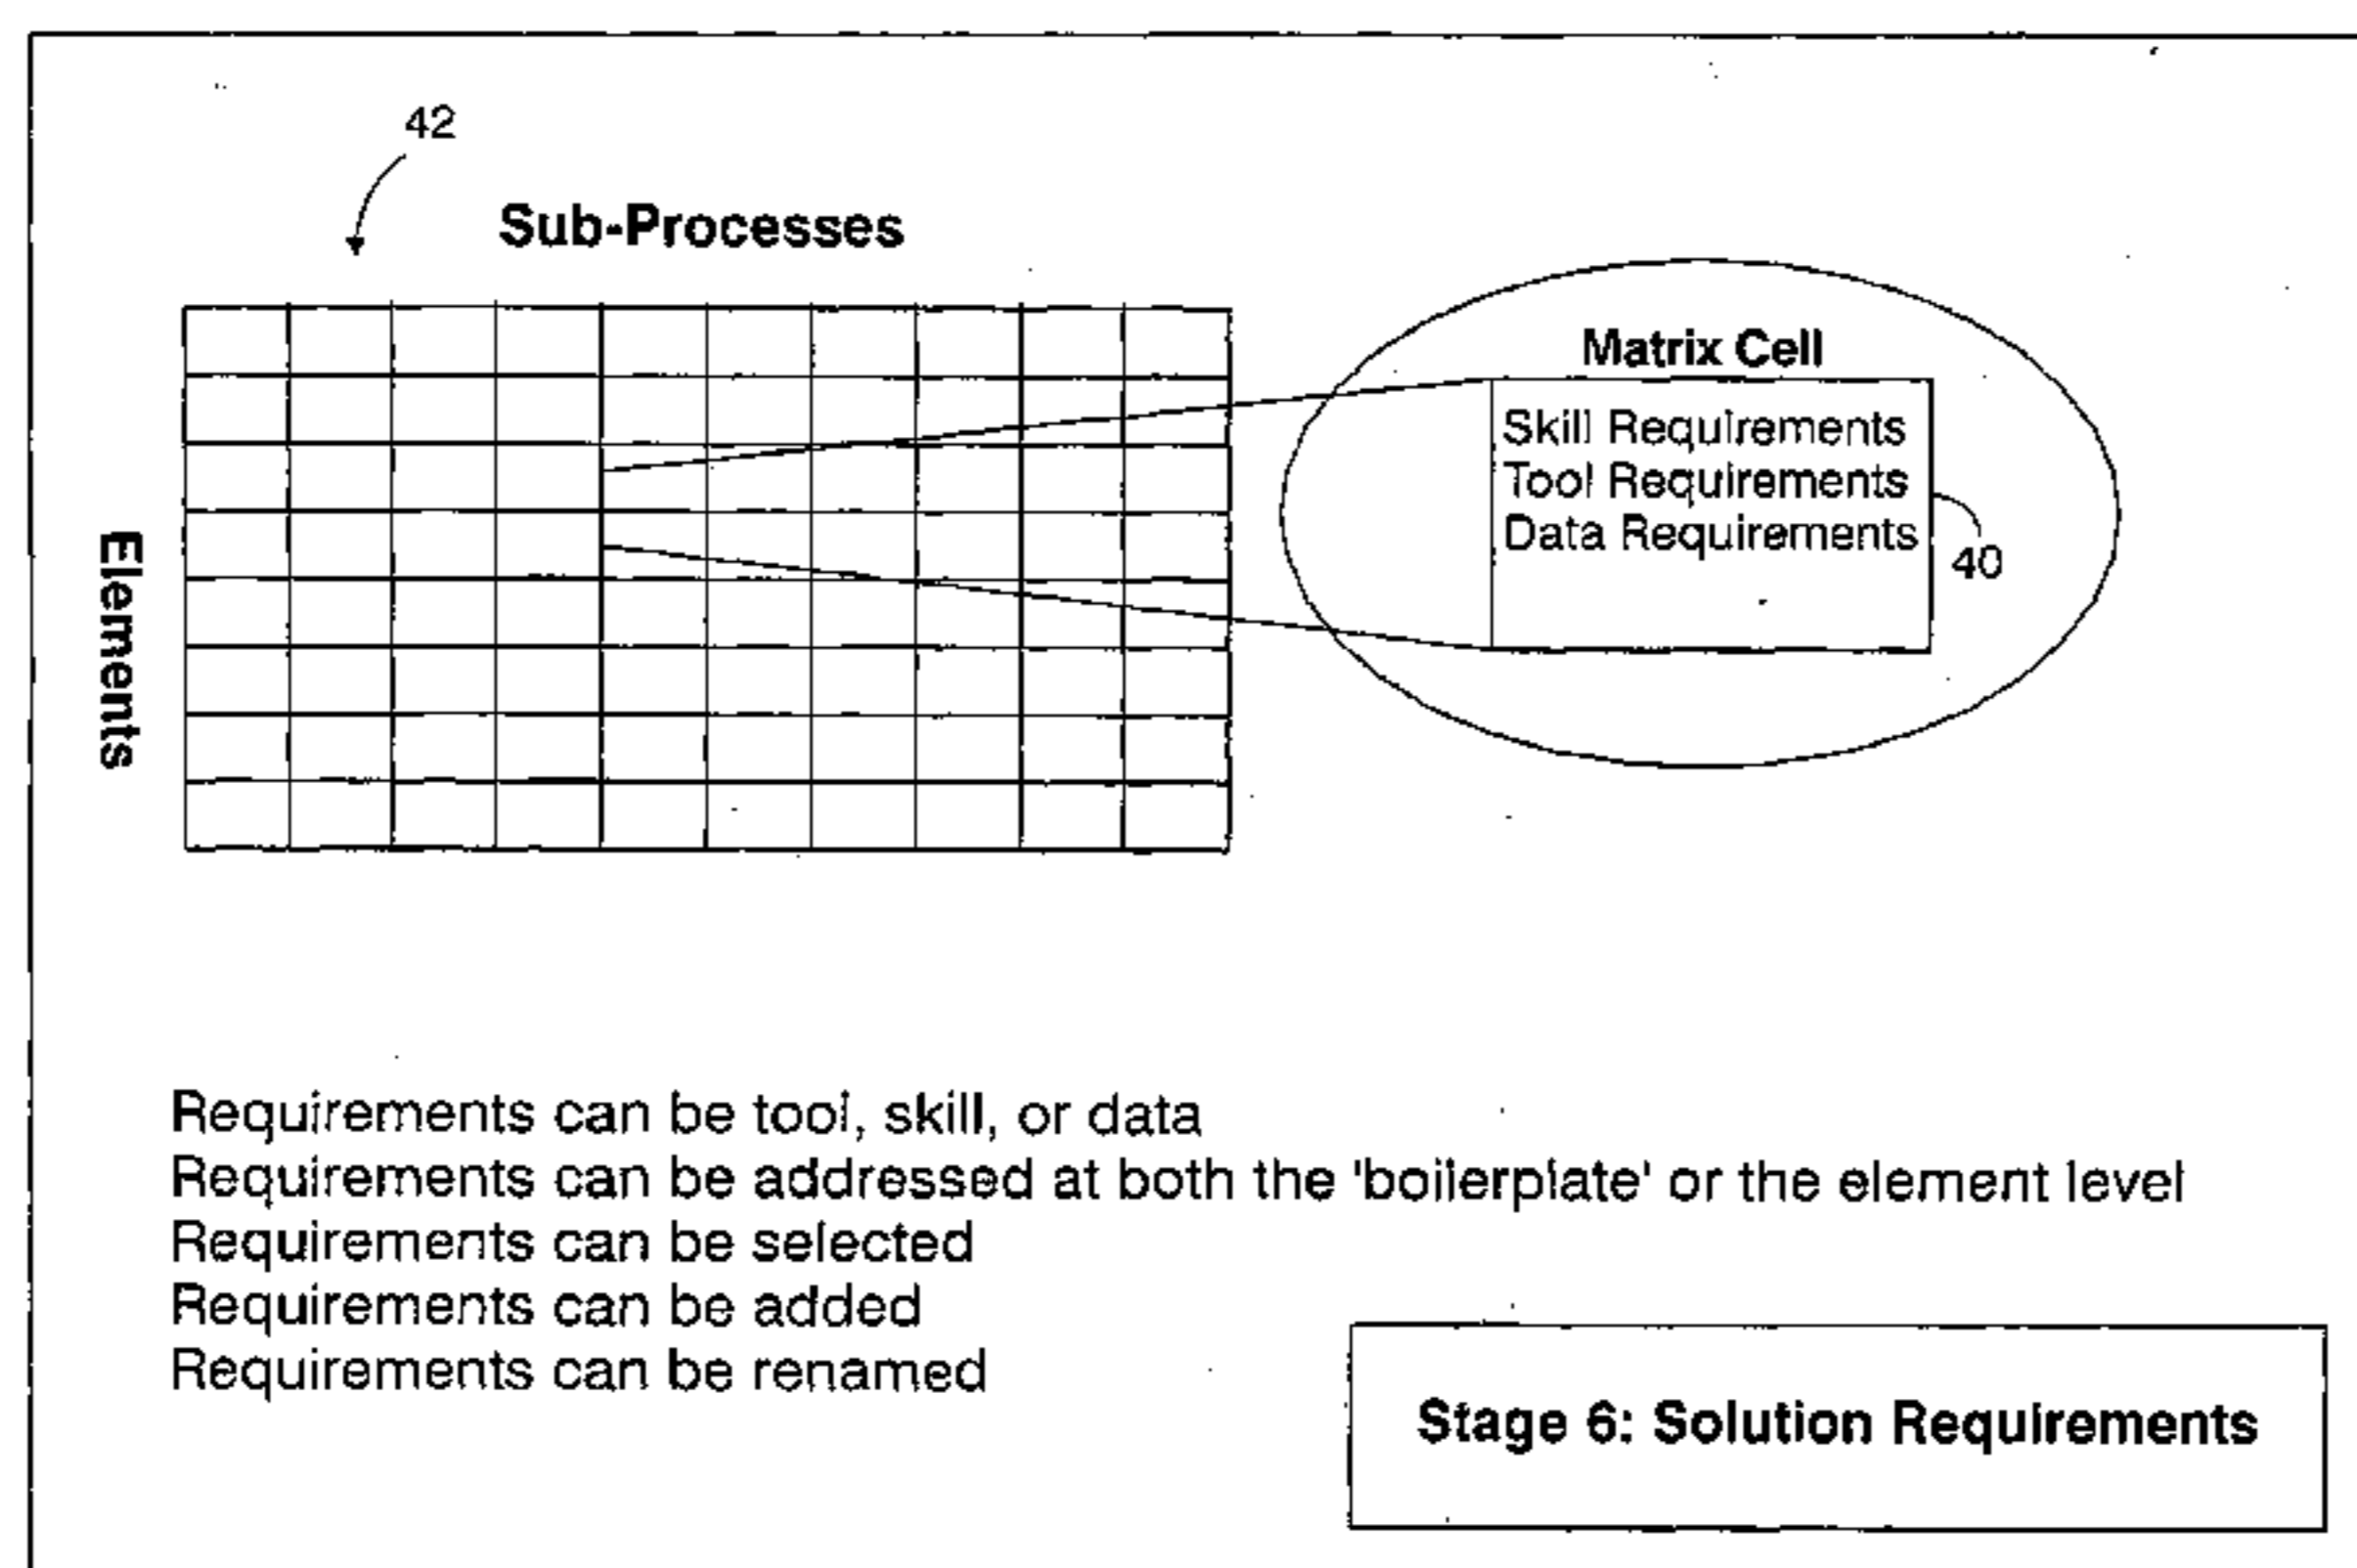 42
Sub-Processes
Elements
Matrix Cell
Skill Requirements
Tool Requirements
Data Requirements
40
Requirements can be tool, skill, or data
Requirements can be addressed at both the 'boilerplate' or the element level
Requirements can be selected
Requirements can be added
Requirements can be renamed
Stage 6: Solution Requirements